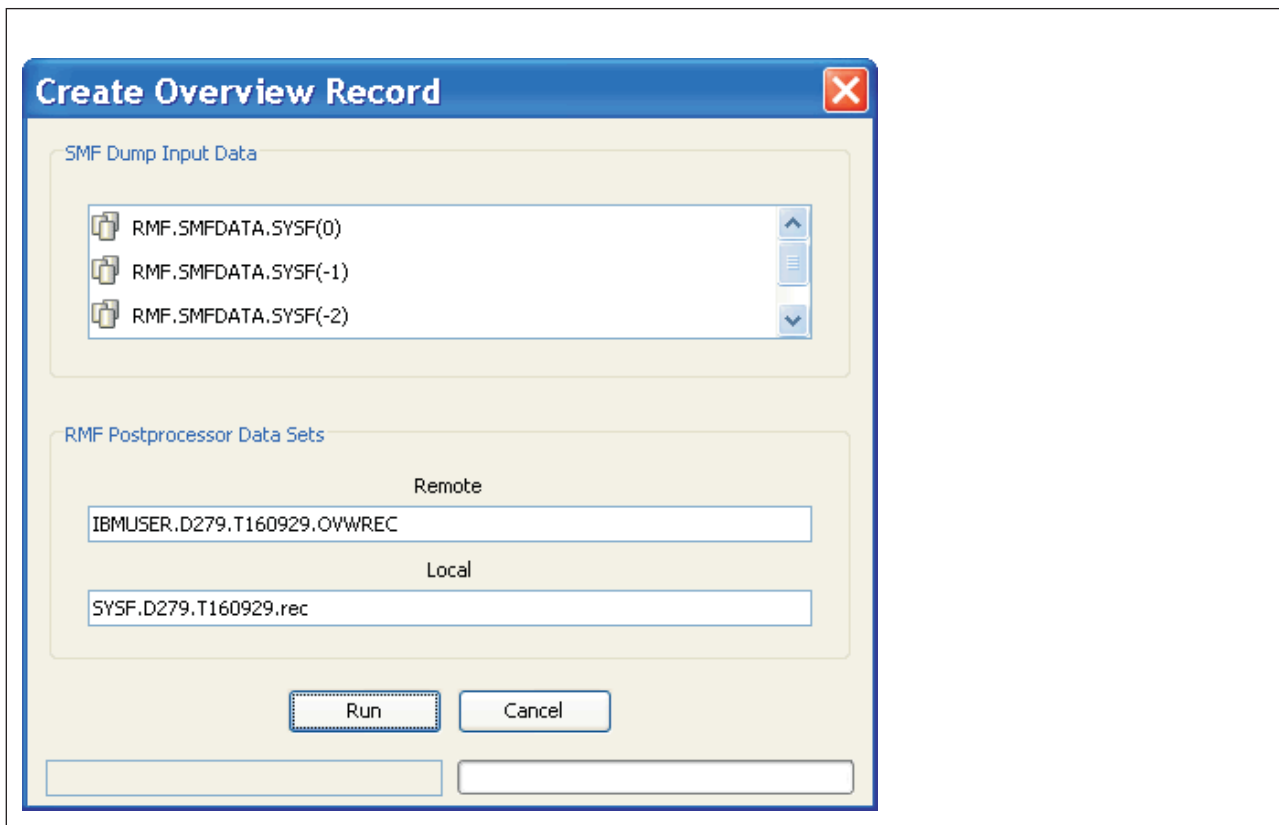 Create Overview Record
SMF Dump Input Data
RMF.SMFDATA.SYSF(0)
RMF.SMFDATA.SYSF(-1)
RMF.SMFDATA.SYSF(-2)
RMF Postprocessor Data Sets
Remote
IBMUSER.D279.T160929.OVWREC
Local
SYSF.D279.T160929.rec
Run Cancel